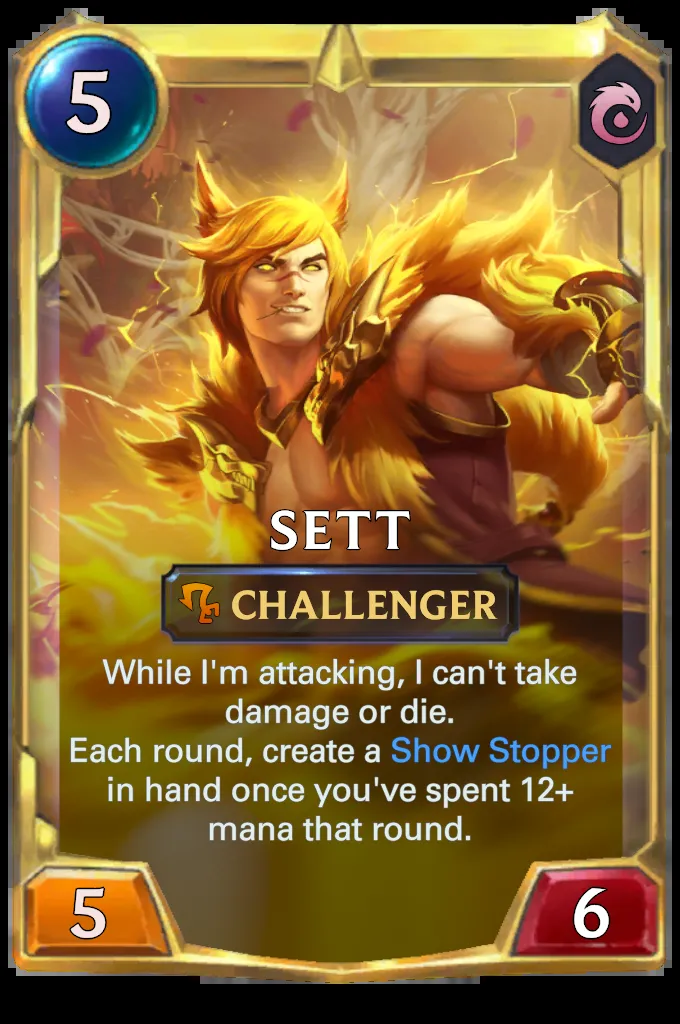 5
SETT
CHALLENGER
While I'm attacking, I can't take
damage or die.
Each round, create a Show Stopper
in hand once you've spent 12+
mana that round.
5
6